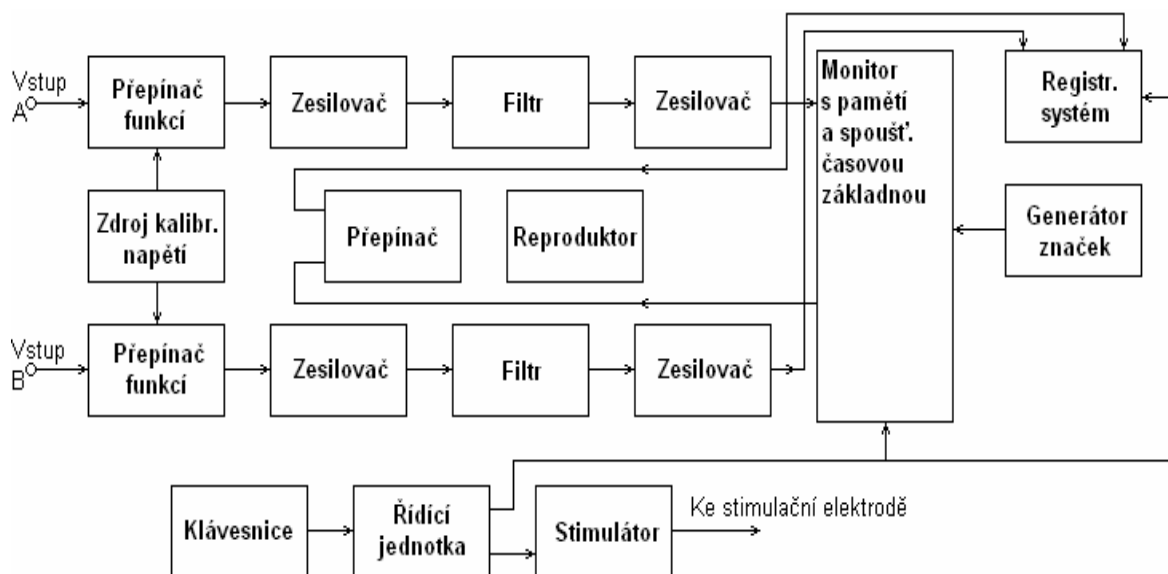 Vstup
A
Přepínač
funkcí
Zesilovač
Filtr
Zesilovač
Monitor
s pamětí
a spoušť.
časovou
základnou
Registr.
systém
Zdroj kalibr.
napětí
Přepínač
Reproduktor
Generátor
značek
Vstup
B
Přepínač
funkcí
Zesilovač
Filtr
Zesilovač
Klávesnice
Řídící
jednotka
Stimulátor
Ke stimulační elektrodě